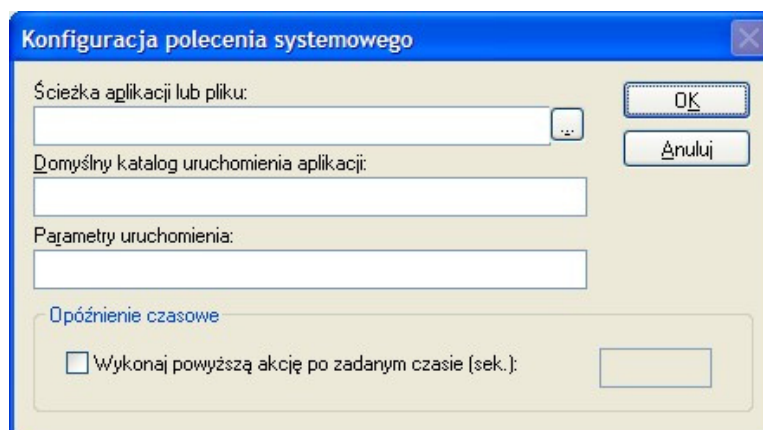 Konfiguracja polecenia systemowego
Ścieżka aplikacji lub pliku:
...
OK
Domyślny katalog uruchomienia aplikacji:
Anuluj
Parametry uruchomienia:
Opóźnienie czasowe
Wykonaj powyższą akcję po zadanym czasie (sek.):